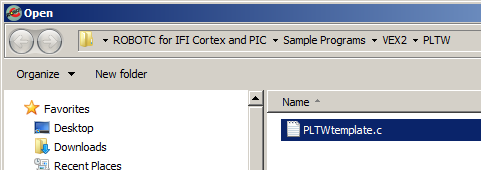 Open
ROBOTC for IFI Cortex and PIC Sample Programs VEX2 PLTW
Organize New folder
Favorites
Desktop
Downloads
Recent Places
Name
PLTWtemplate.c